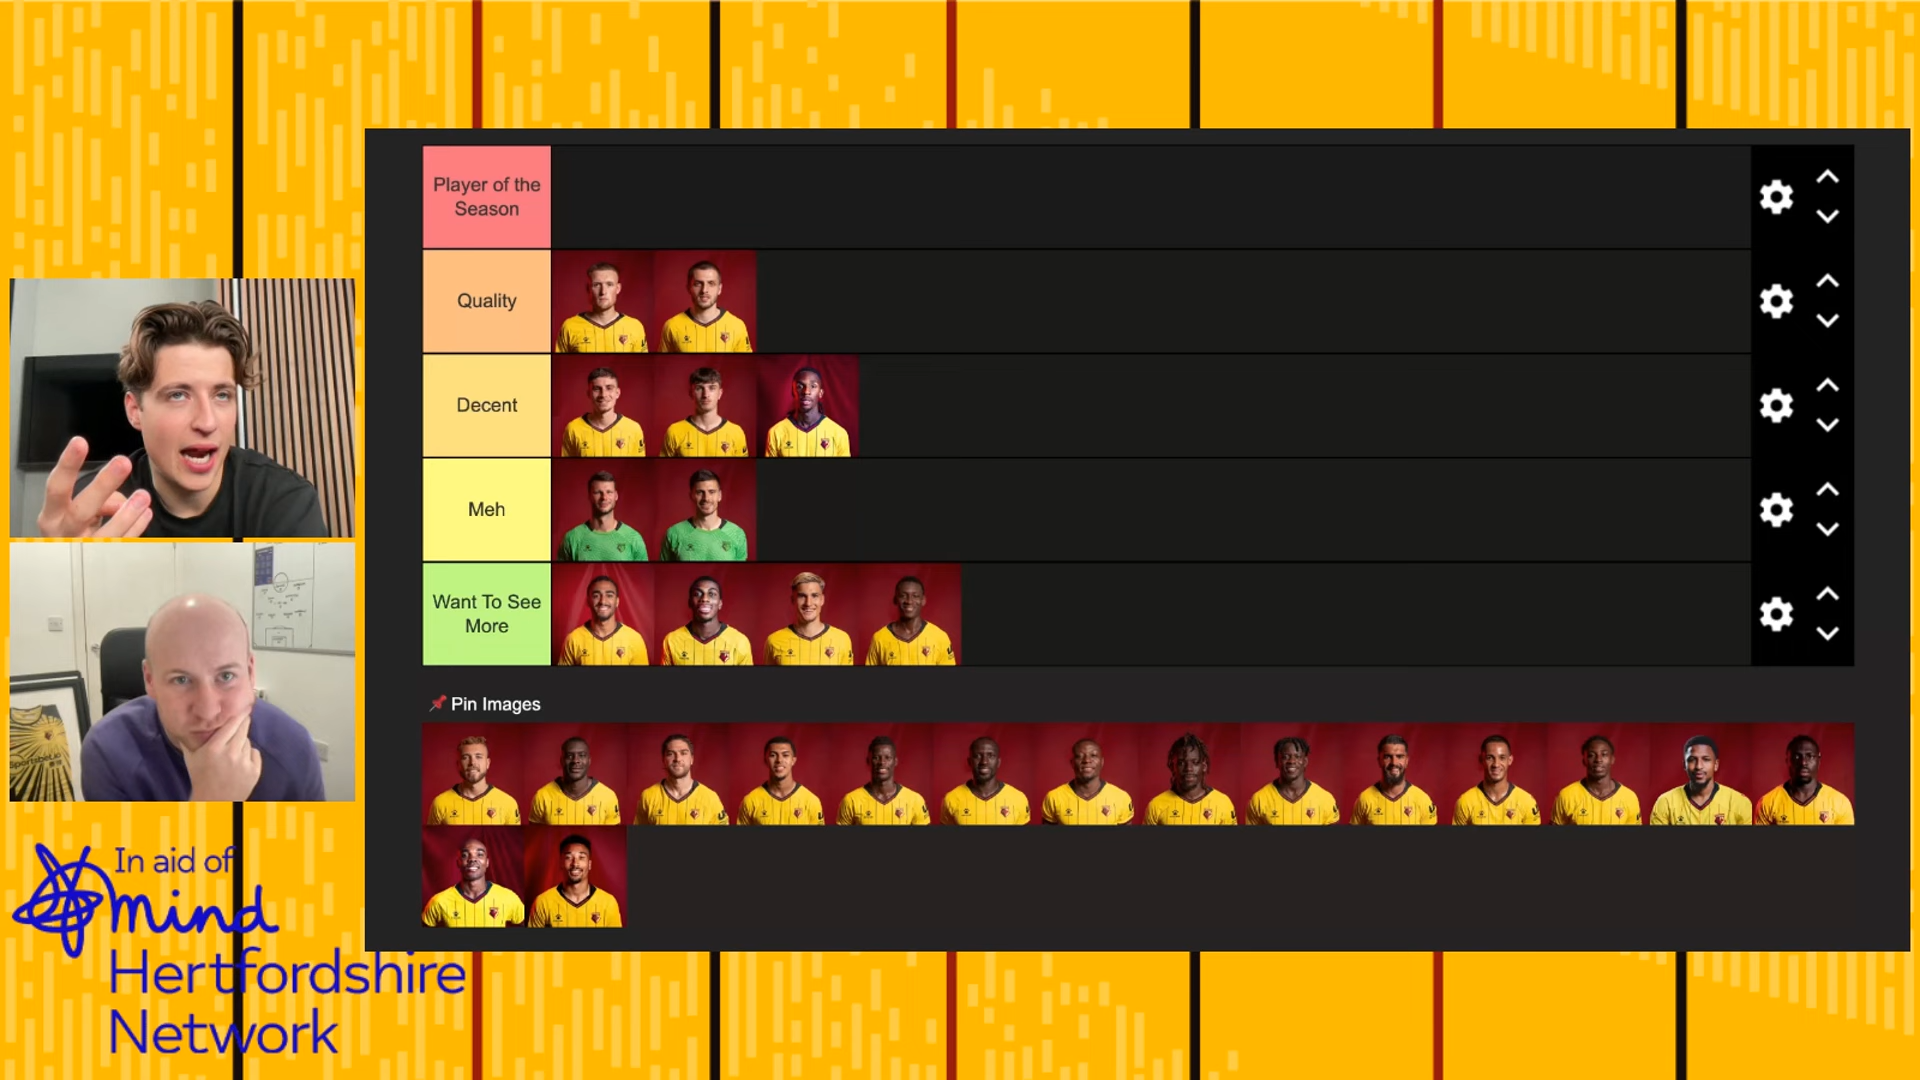 Player of the
Season
Quality
Decent
Meh
Want To See
More
Pin Images
In aid of
mind
Hertfordshire
Network